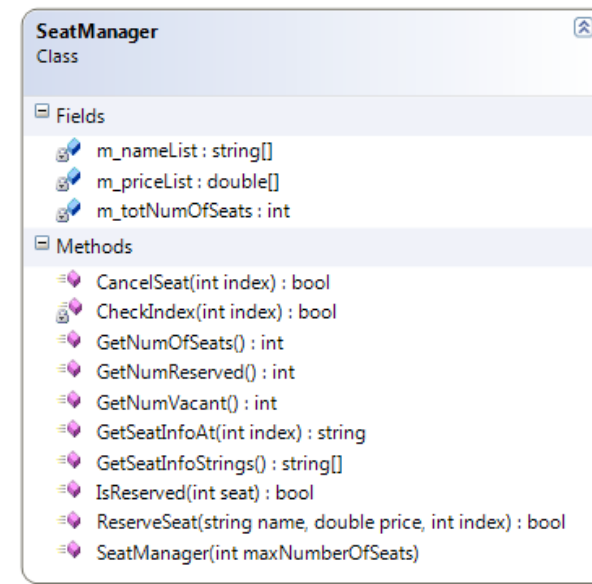 SeatManager
Class
Fields
m_nameList : string[]
m_priceList : double[]
m_totNumOfSeats : int
Methods
CancelSeat(int index) : bool
CheckIndex(int index) : bool
GetNumOfSeats() : int
GetNumReserved() : int
GetNumVacant() : int
GetSeatInfoAt(int index) : string
GetSeatInfoStrings() : string[]
IsReserved(int seat) : bool
ReserveSeat(string name, double price, int index) : bool
SeatManager(int maxNumberOfSeats)